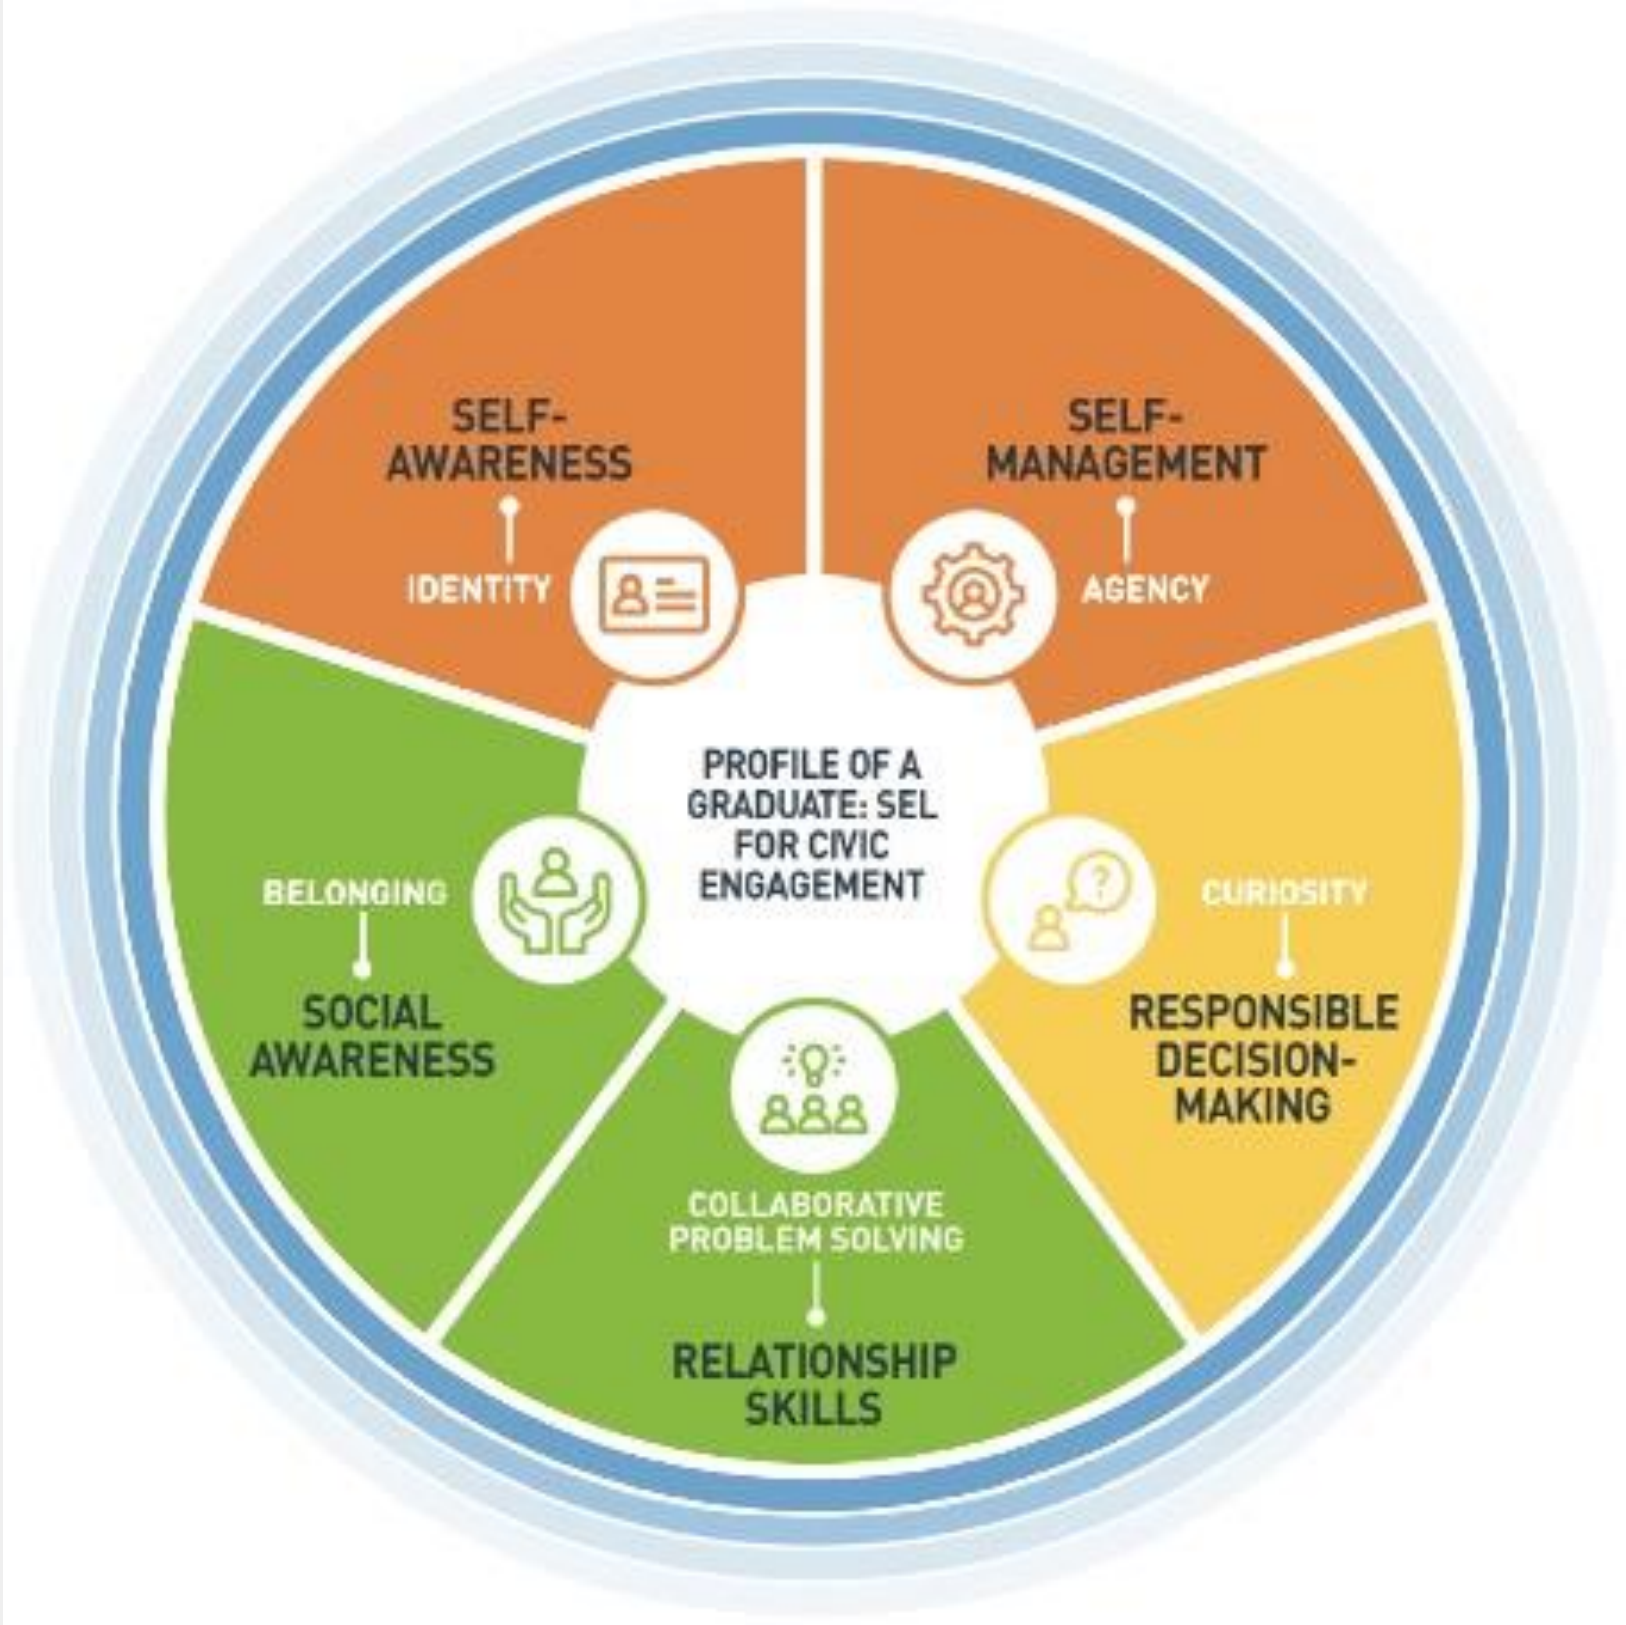 SELF-
AWARENESS
IDENTITY
SELF-
MANAGEMENT
AGENCY
PROFILE OF A
GRADUATE: SEL
FOR CIVIC
ENGAGEMENT
BELONGING
SOCIAL
AWARENESS
CURIOSITY
RESPONSIBLE
DECISION-
MAKING
COLLABORATIVE
PROBLEM SOLVING
RELATIONSHIP
SKILLS
?